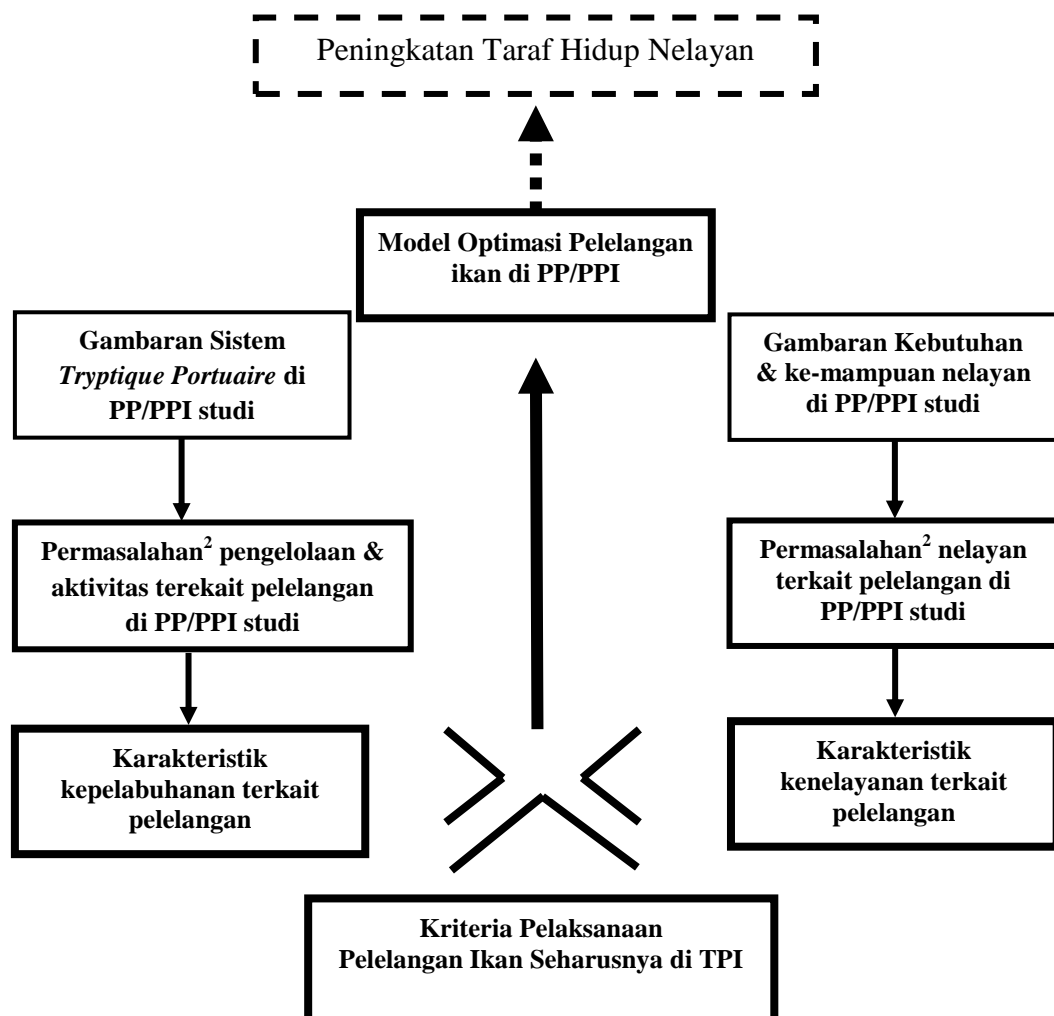 Peningkatan Taraf Hidup Nelayan
Model Optimasi Pelelangan
ikan di PP/PPI
Gambaran Sistem
Tryptique Portuaire di
PP/PPI studi
Permasalahan² pengelolaan &
aktivitas terekait pelelangan
di PP/PPI studi
Karakteristik
kepelabuhanan terkait
pelelangan
Gambaran Kebutuhan
& ke-mampuan nelayan
di PP/PPI studi
Permasalahan² nelayan
terkait pelelangan di
PP/PPI studi
Karakteristik
kenelayanan terkait
pelelangan
Kriteria Pelaksanaan
Pelelangan Ikan Seharusnya di TPI